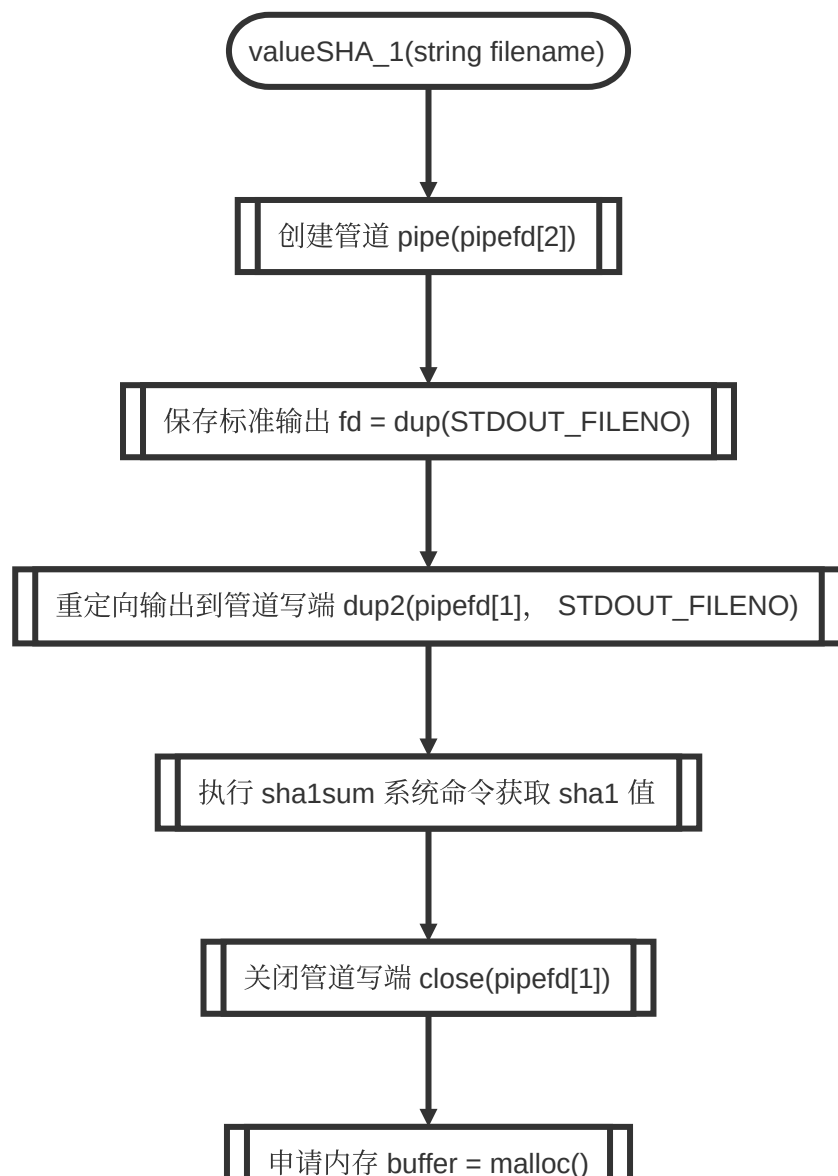 valueSHA_1(string filename)
创建管道 pipe(pipefd[2])
保存标准输出 fd = dup(STDOUT_FILENO)
重定向输出到管道写端 dup2(pipefd[1]， STDOUT_FILENO)
执行 sha1sum 系统命令获取 sha1 值
关闭管道写端 close(pipefd[1])
申请内存 buffer = malloc()